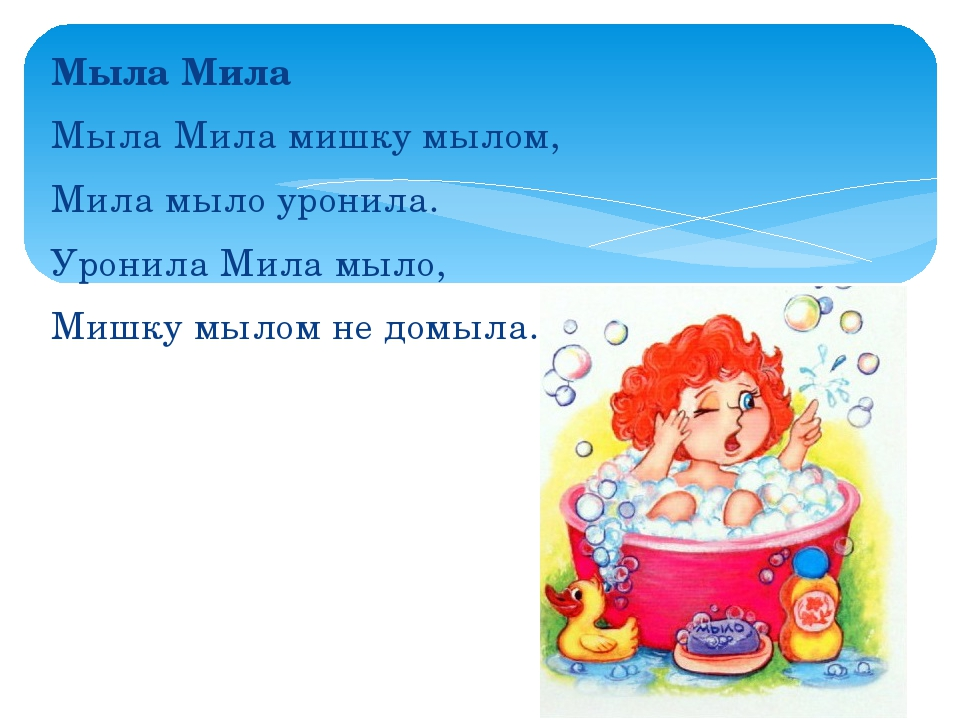 Мыла Мила
Мыла Мила мишку мылом,
Мила мыло уронила.
Уронила Мила мыло,
Мишку мылом не домыла.
мыло